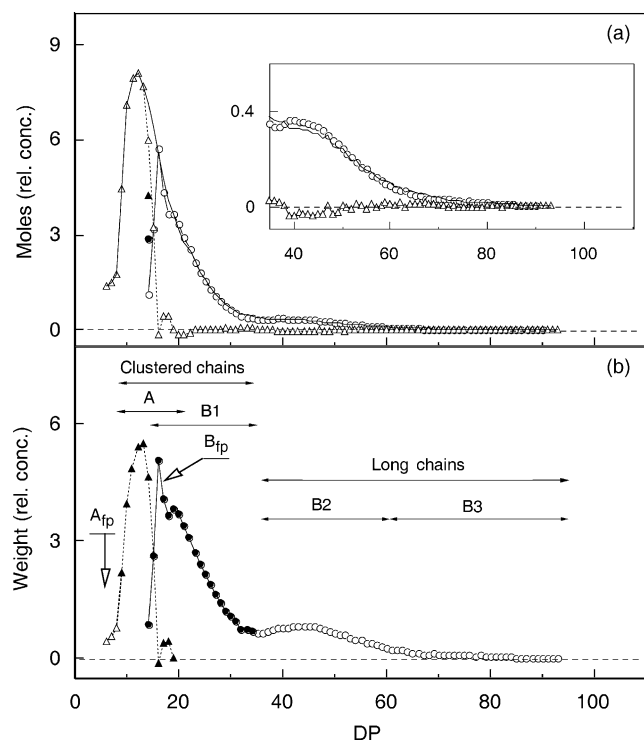 (a)
9
6
3
0
Moles (rel. conc.)
0.4
0
40
60
80
100
(b)
Clustered chains
A
B1
Bfp
Long chains
B2
B3
Afp
6
3
0
Weight (rel. conc.)
0
20
40
60
80
100
DP